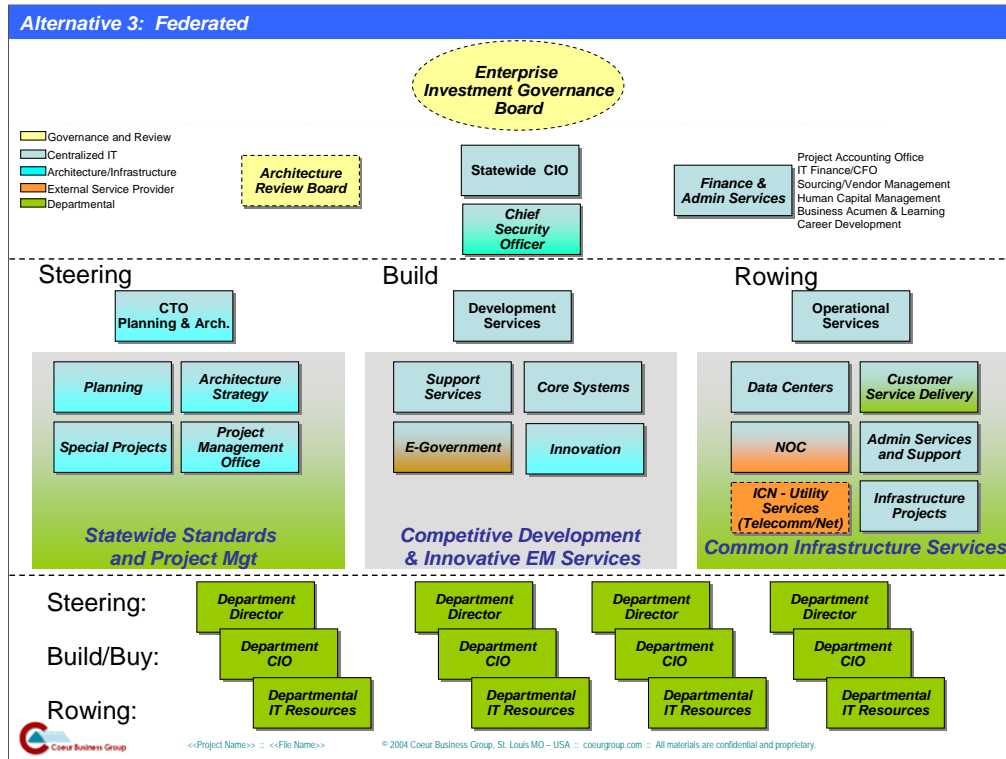 Alternative 3: Federated
Enterprise
Investment Governance
Board
Governance and Review
Centralized IT
Architecture/Infrastructure
External Service Provider
Departmental
Architecture
Review Board
Statewide CIO
Chief
Security
Officer
Finance &
Admin Services
Project Accounting Office
IT Finance/CFO
Sourcing/Vendor Management
Human Capital Management
Business Acumen & Learning
Career Development
Steering
Build
Rowing
CTO
Planning & Arch.
Development
Services
Operational
Services
Planning
Architecture
Strategy
Special Projects
Project
Management
Office
Statewide Standards
and Project Mgt
Support
Services
Core Systems
E-Government
Innovation
Competitive Development
& Innovative EM Services
Data Centers
Customer
Service Delivery
NOC
Admin Services
and Support
ICN - Utility
Services
(Telecomm/Net)
Infrastructure
Projects
Common Infrastructure Services
Steering:
Department
Director
Department
Director
Department
Director
Department
Director
Build/Buy:
Department
CIO
Department
CIO
Department
CIO
Department
CIO
Rowing:
Departmental
IT Resources
Departmental
IT Resources
Departmental
IT Resources
Departmental
IT Resources
Coeur Business Group
<<Project Name>> :: <<File Name>>
© 2004 Coeur Business Group, St. Louis MO – USA :: coeurgroup.com :: All materials are confidential and proprietary.